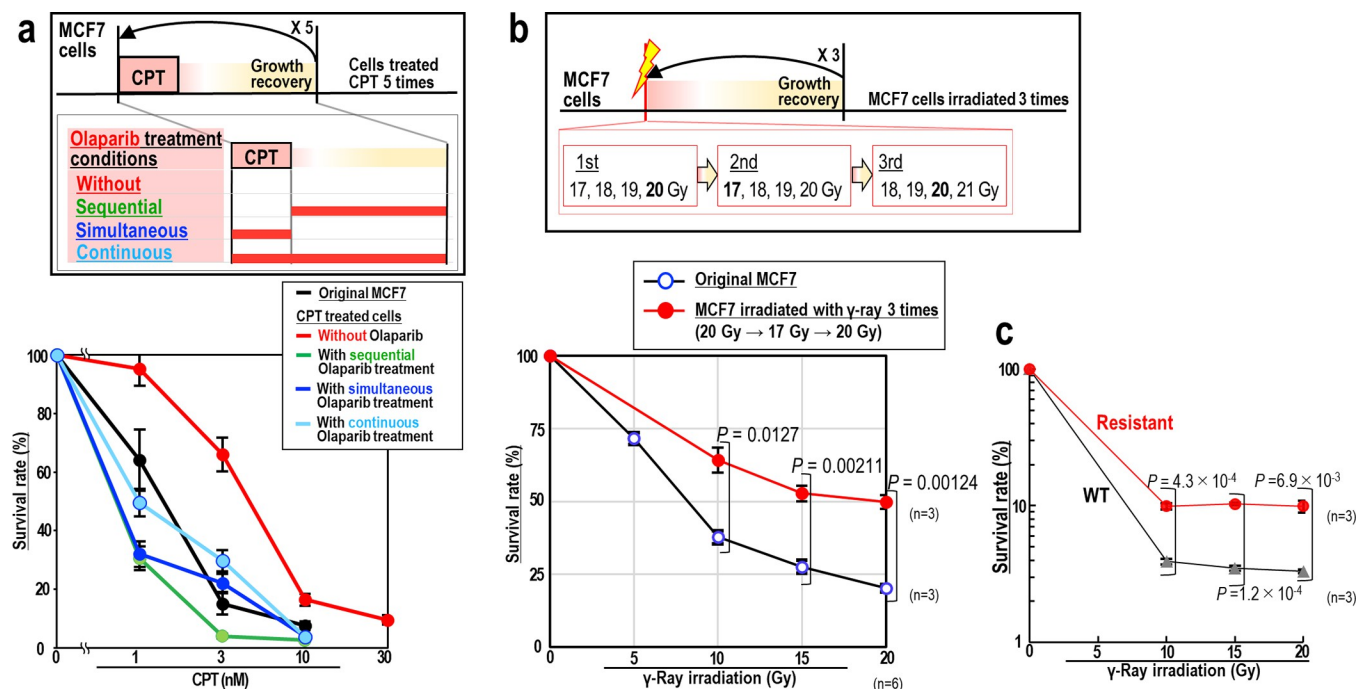 a
MCF7
cells
X 5
CPT
Growth
recovery
Cells treated
CPT 5 times
Olaparib treatment
conditions
CPT
Without
Sequential
Simultaneous
Continuous
Original MCF7
CPT treated cells
Without Olaparib
With sequential
Olaparib treatment
With simultaneous
Olaparib treatment
With continuous
Olaparib treatment
Survival rate (%)
100
80
60
40
20
0
0
1
3
10
30
CPT (nM)
b
MCF7
cells
X 3
Growth
recovery
MCF7 cells irradiated 3 times
1st
17, 18, 19, 20 Gy
2nd
17, 18, 19, 20 Gy
3rd
18, 19, 20, 21 Gy
Original MCF7
MCF7 irradiated with γ-ray 3 times
(20 Gy → 17 Gy → 20 Gy)
Survival rate (%)
100
75
50
25
0
P = 0.0127
P = 0.00211
P = 0.00124
(n=3)
(n=3)
0
5
10
15
20
γ-Ray irradiation (Gy)
(n=6)
c
Survival rate (%)
100
10
1
Resistant
WT
P = 4.3 × 10-4
P=6.9 × 10-3
(n=3)
P =1.2 × 10-4
(n=3)
0
5
10
15
20
γ-Ray irradiation (Gy)